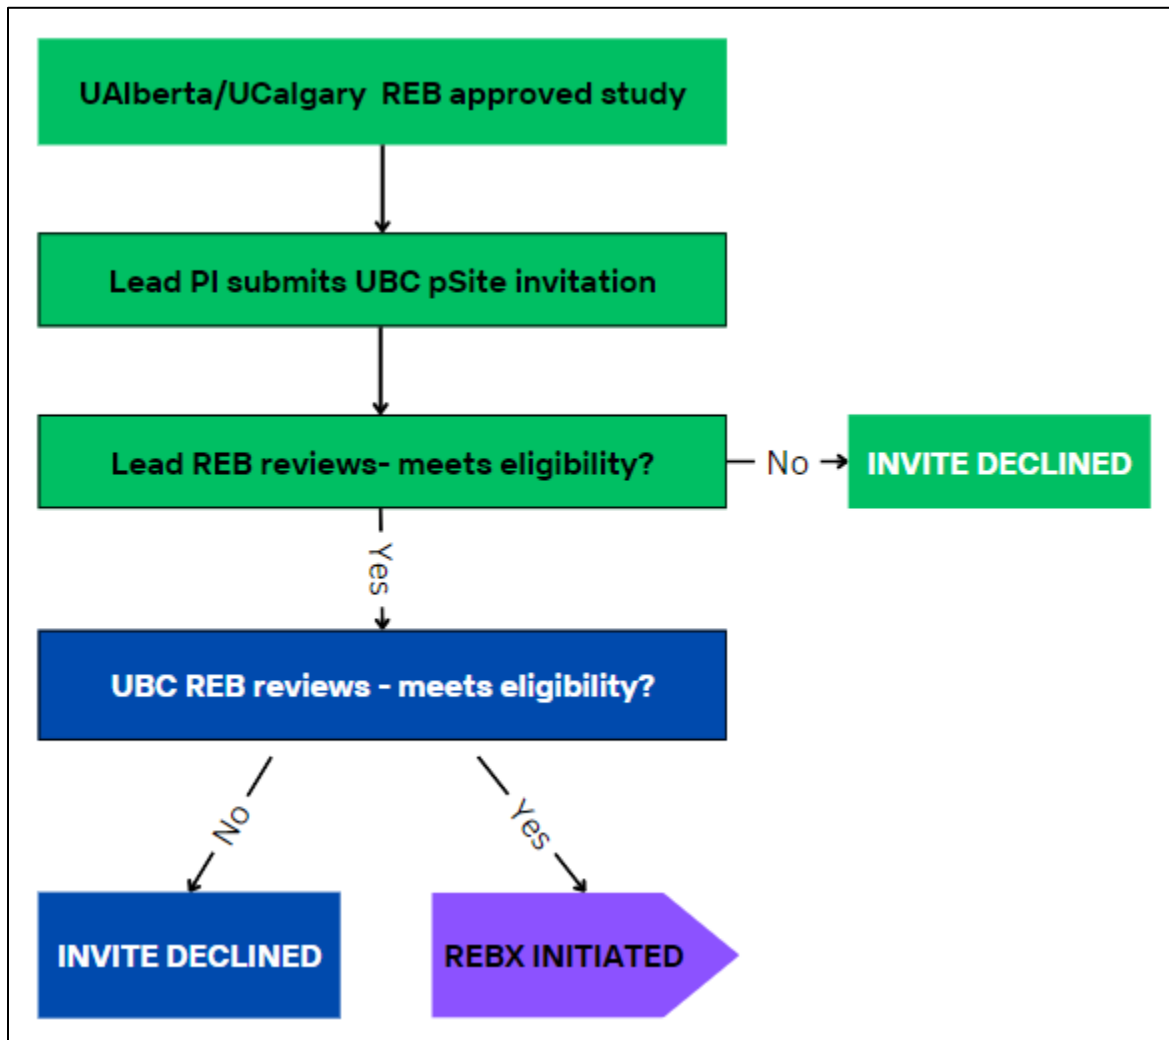 UAlberta/UCalgary REB approved study
Lead PI submits UBC pSite invitation
Lead REB reviews- meets eligibility?
No
INVITE DECLINED
Yes
UBC REB reviews - meets eligibility?
No
Yes
INVITE DECLINED
REBX INITIATED